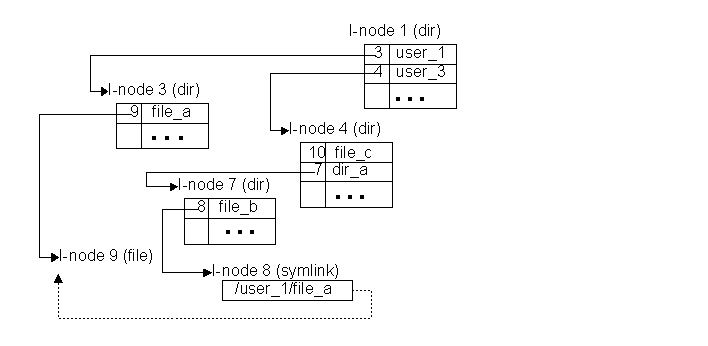 I-node 1 (dir)
3 user_1
4 user_3
...
I-node 3 (dir)
9 file_a
...
I-node 4 (dir)
10 file_c
7 dir_a
...
I-node 7 (dir)
8 file_b
...
I-node 9 (file)
I-node 8 (symlink)
/user_1/file_a